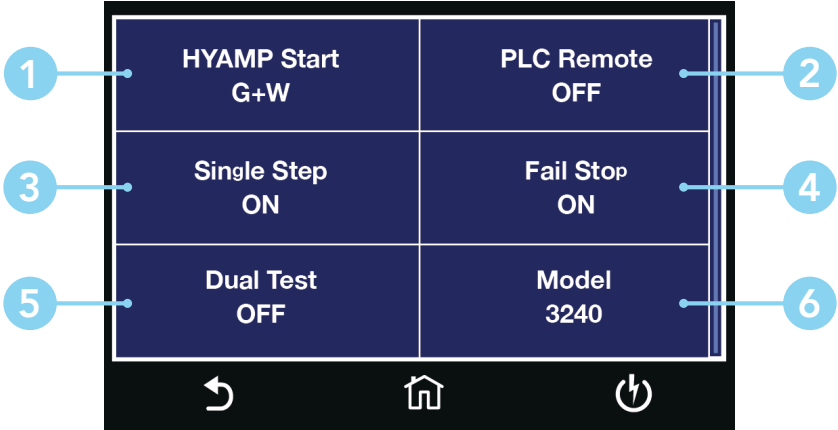 HYAMP Start
G+W
1
PLC Remote
OFF
2
Single Step
ON
3
Fail Stop
ON
4
Dual Test
OFF
5
Model
3240
6